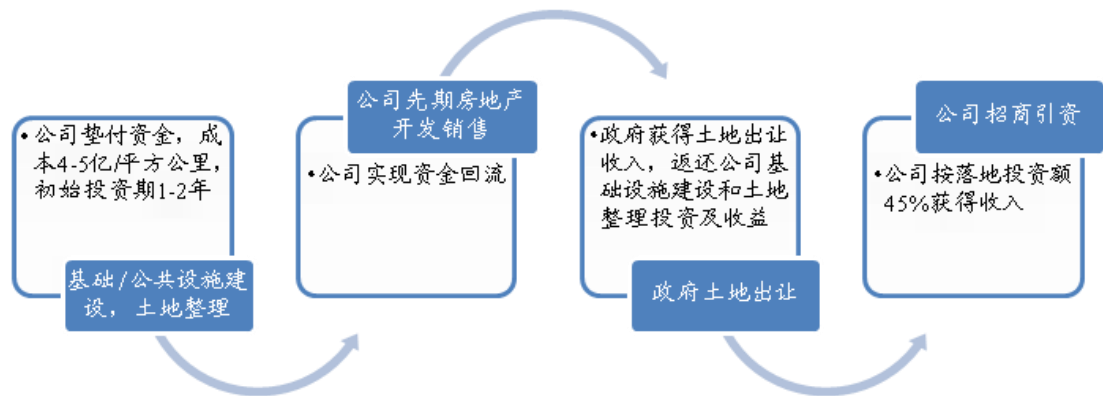 •公司垫付资金，成
本4-5亿/平方公里，
初始投资期1-2年
基础/公共设施建
设，土地整理
公司先期房地产
开发销售
•公司实现资金回流
•政府获得土地出让
收入，返还公司基
础设施建设和土地
整理投资及收益
政府土地出让
公司招商引资
•公司按落地投资额
45%获得收入